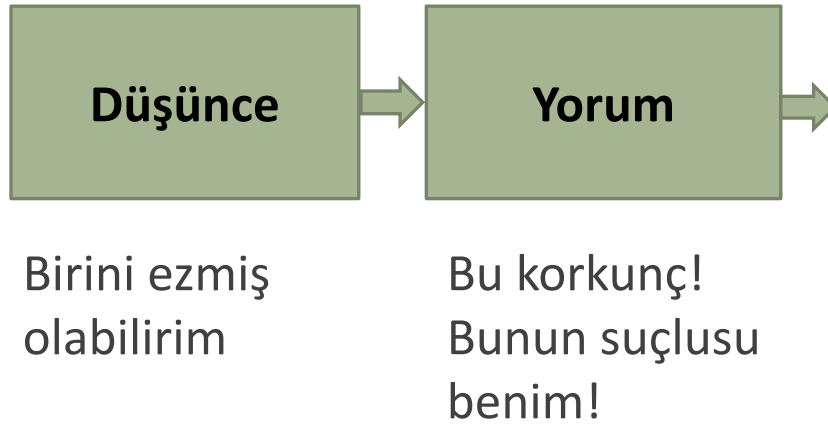 Düşünce
Yorum
Birini ezmiş
olabilirim
Bu korkunç!
Bunun suçlusu
benim!